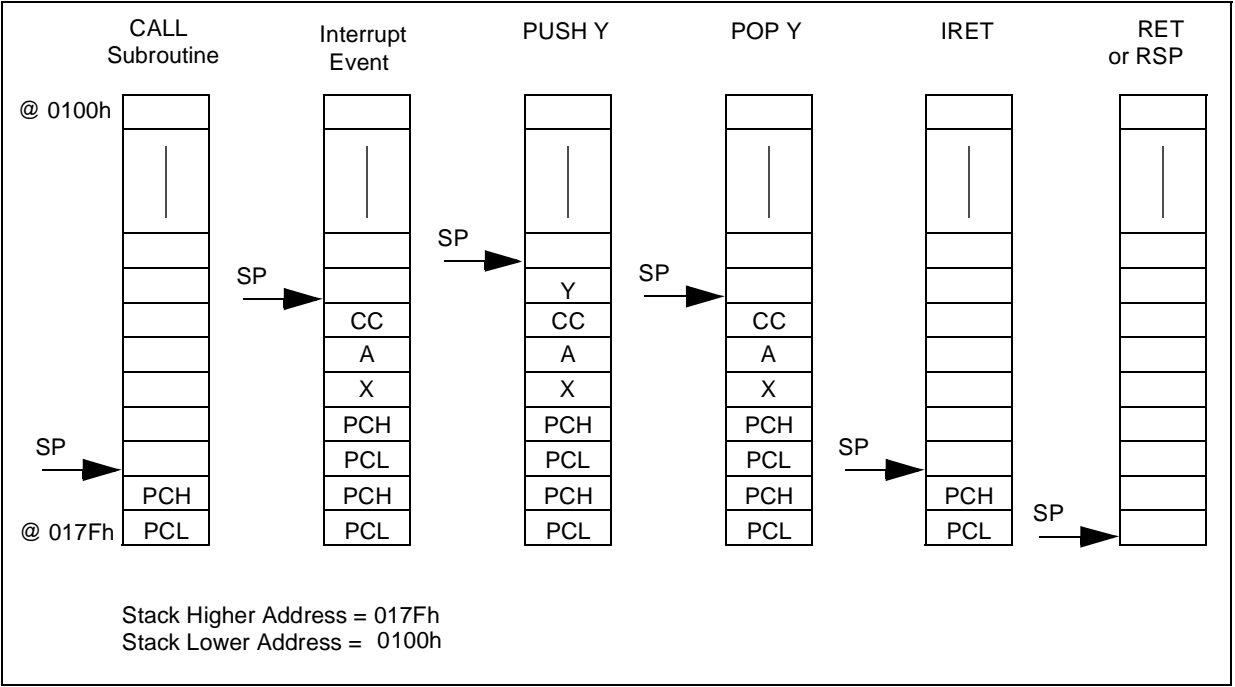 CALL
Subroutine
Interrupt
Event
PUSH Y
POP Y
IRET
RET
or RSP
@ 0100h
SP
SP
SP
Y
CC
CC
CC
A
A
A
X
X
X
PCH
PCH
PCH
SP
SP
PCL
PCL
PCL
PCH
PCH
PCH
PCH
PCH
SP
@ 017Fh
PCL
PCL
PCL
PCL
PCL
Stack Higher Address = 017Fh
Stack Lower Address = 0100h